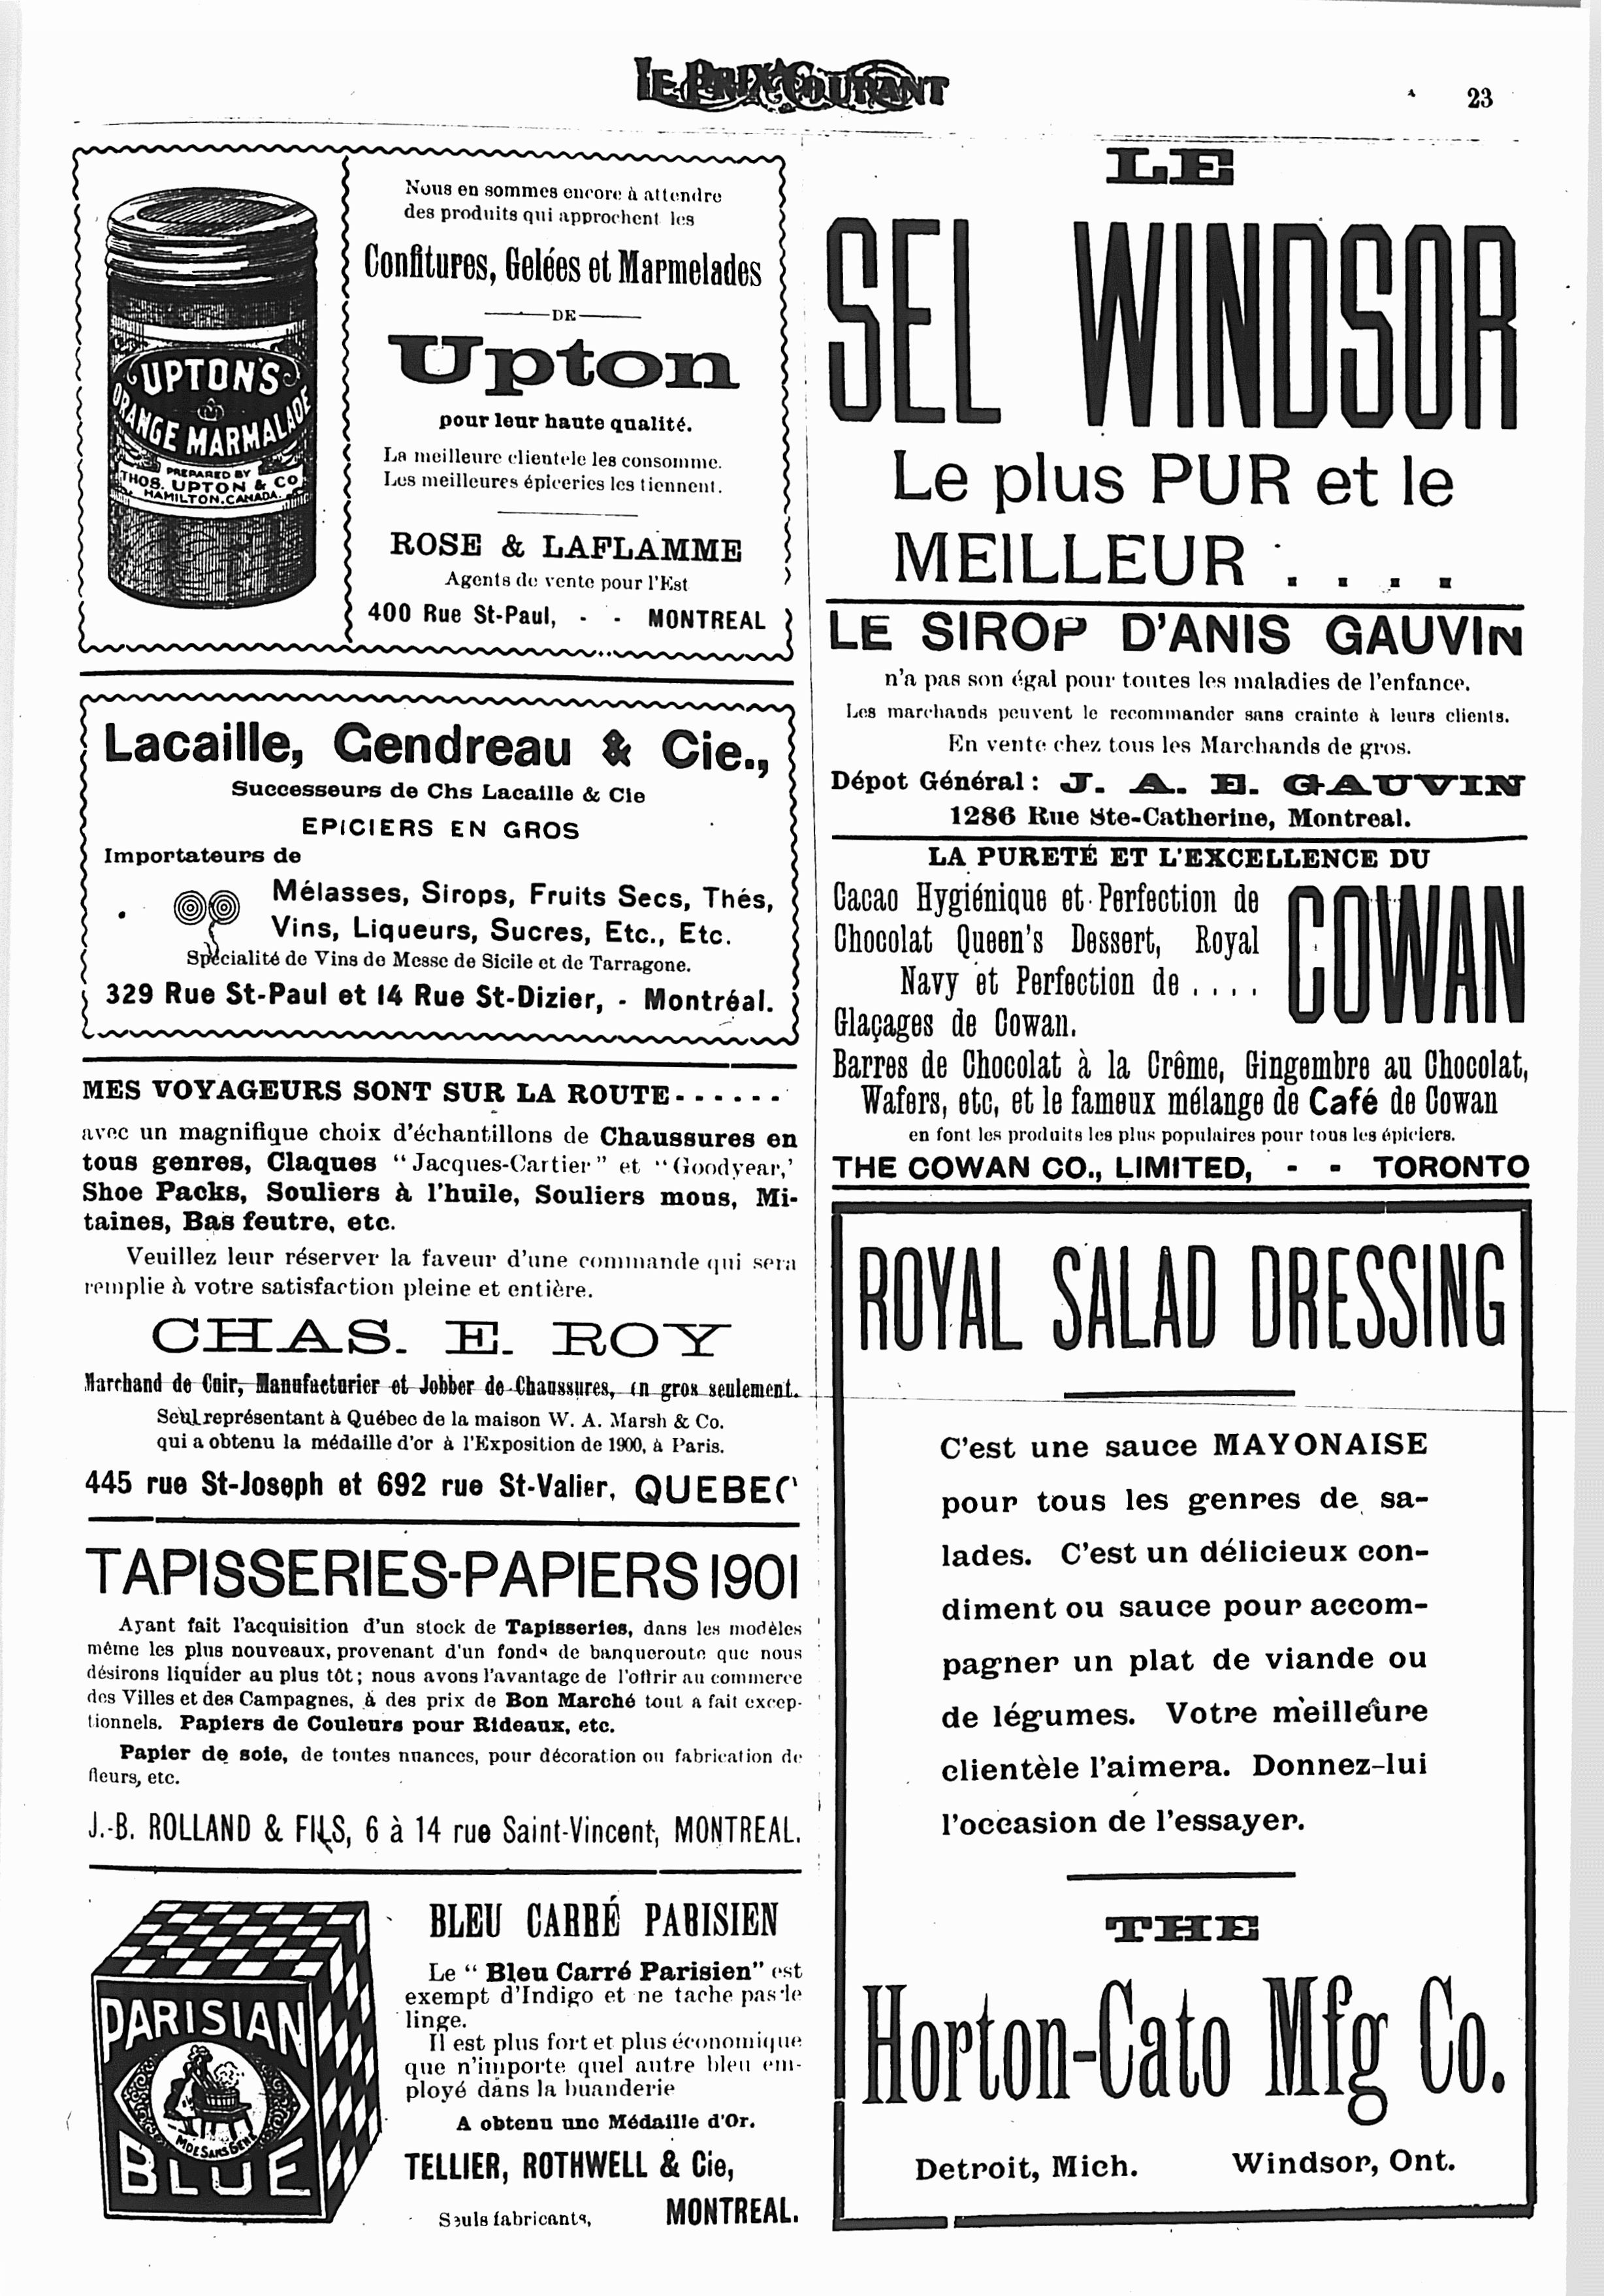 LE PRIX COURANT
23
UPTON'S
ORANGE MARMALADE
PREPARED BY
THOS. UPTON & CO
HAMILTON. CANADA.
Nous en sommes encore à attendre
des produits qui approchent les
Confitures, Gelées et Marmelades
DE
Upton
pour leur haute qualité.
La meilleure clientèle les consomme.
Les meilleures épiceries les tiennent.
ROSE & LAFLAMME
Agents de vente pour l'Est
400 Rue St-Paul, - - MONTREAL
Lacaille, Gendreau & Cie.,
Successeurs de Chs Lacaille & Cie
EPICIERS EN GROS
Importateurs de
Mélasses, Sirops, Fruits Secs, Thés,
Vins, Liqueurs, Sucres, Etc., Etc.
Spécialité de Vins de Messe de Sicile et de Tarragone.
329 Rue St-Paul et 14 Rue St-Dizier, - Montréal.
MES VOYAGEURS SONT SUR LA ROUTE - - - - - -
avec un magnifique choix d'échantillons de Chaussures en
tous genres, Claques "Jacques-Cartier" et "Goodyear,'
Shoe Packs, Souliers à l'huile, Souliers mous, Mi-
taines, Bas feutre, etc.
Veuillez leur réserver la faveur d'une commande qui sera
remplie à votre satisfaction pleine et entière.
CHAS. E. ROY
Marchand de Cuir, Manufacturier et Jobber de Chaussures, en gros seulement.
Seul représentant à Québec de la maison W. A. Marsh & Co.
qui a obtenu la médaille d'or à l'Exposition de 1900, à Paris.
445 rue St-Joseph et 692 rue St-Valier, QUEBEC
TAPISSERIES-PAPIERS 1901
Ayant fait l'acquisition d'un stock de Tapisseries, dans les modèles
même les plus nouveaux, provenant d'un fonds de banqueroute que nous
désirons liquider au plus tôt; nous avons l'avantage de l'offrir au commerce
des Villes et des Campagnes, à des prix de Bon Marché tout a fait excep-
tionnels. Papiers de Couleurs pour Rideaux, etc.
Papier de soie, de toutes nuances, pour décoration ou fabrication de
fleurs, etc.
J.-B. ROLLAND & FILS, 6 à 14 rue Saint-Vincent, MONTREAL.
PARISIAN
MDE SANS GENE
BLUE
BLEU CARRÉ PARISIEN
Le "Bleu Carré Parisien" est
exempt d'Indigo et ne tache pas le
linge.
Il est plus fort et plus économique
que n'importe quel autre bleu em-
ployé dans la buanderie
A obtenu une Médaille d'Or.
TELLIER, ROTHWELL & Cie,
Seuls fabricants, MONTREAL.
LE
SEL WINDSOR
Le plus PUR et le
MEILLEUR . . . .
LE SIROP D'ANIS GAUVIN
n'a pas son égal pour toutes les maladies de l'enfance.
Les marchands peuvent le recommander sans crainte à leurs clients.
En vente chez tous les Marchands de gros.
Dépot Général: J. A. E. GAUVIN
1286 Rue Ste-Catherine, Montreal.
LA PURETÉ ET L'EXCELLENCE DU
Cacao Hygiénique et Perfection de
Chocolat Queen's Dessert, Royal
Navy et Perfection de . . . .
Glaçages de Cowan.
COWAN
Barres de Chocolat à la Crême, Gingembre au Chocolat,
Wafers, etc, et le fameux mélange de Café de Cowan
en font les produits les plus populaires pour tous les épiciers.
THE COWAN CO., LIMITED, - - TORONTO
ROYAL SALAD DRESSING
C'est une sauce MAYONAISE
pour tous les genres de sa-
lades. C'est un délicieux con-
diment ou sauce pour accom-
pagner un plat de viande ou
de légumes. Votre meilleure
clientèle l'aimera. Donnez-lui
l'occasion de l'essayer.
THE
Horton-Cato Mfg Co.
Detroit, Mich. Windsor, Ont.